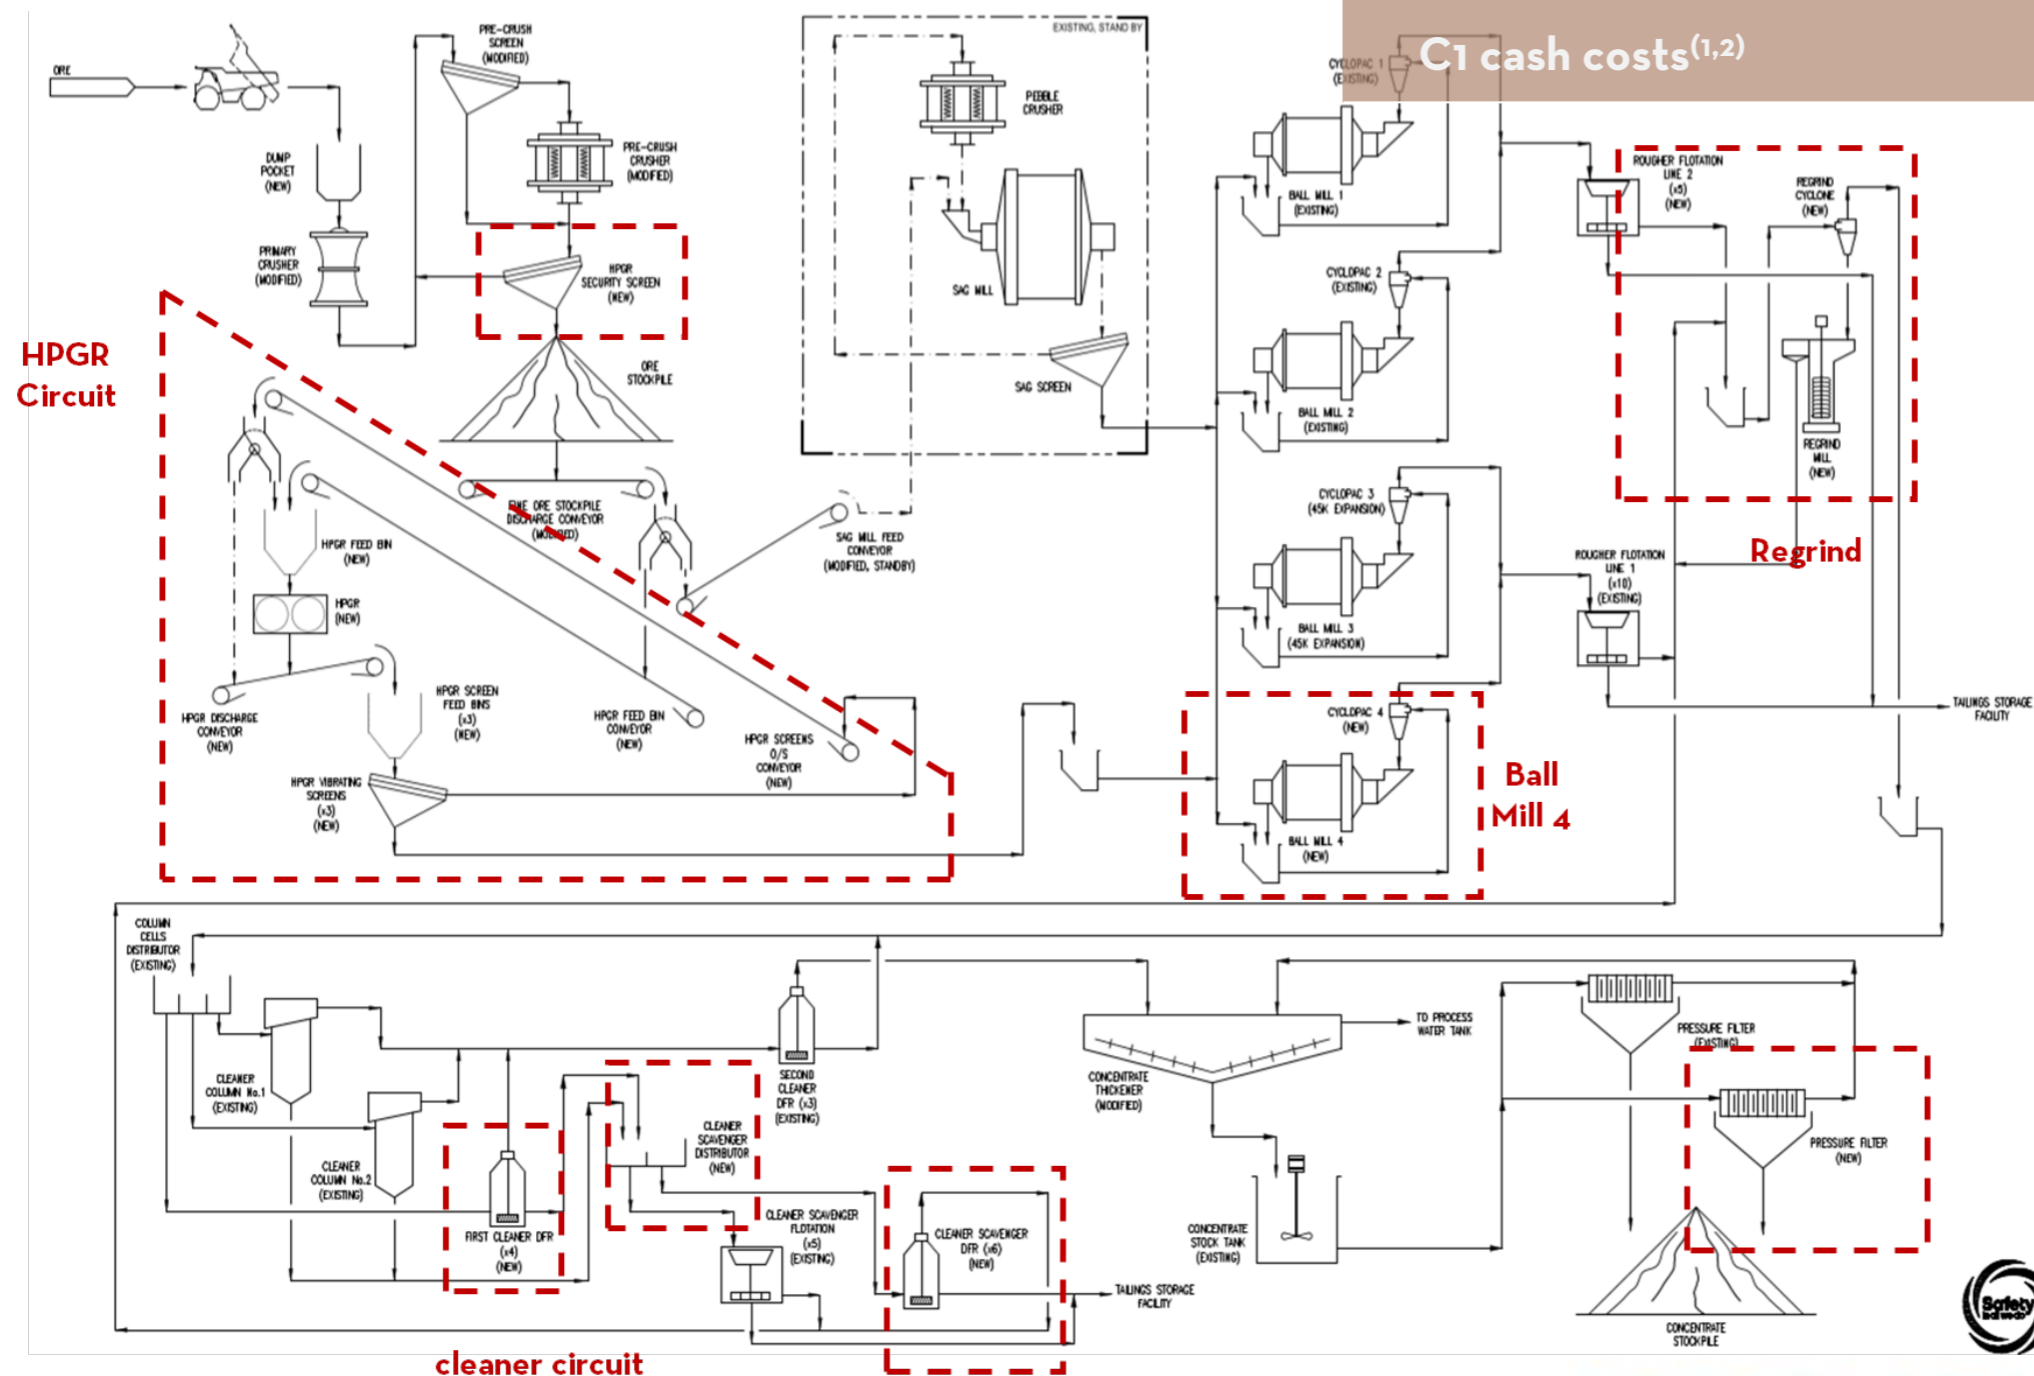 ORE
PRE-CRUSH
SCREEN
(MODIFIED)
EXISTING, STAND BY
C1 cash costs(1,2)
CYCLOPAC 1
(EXISTING)
DUMP
POCKET
(NEW)
PRE-CRUSH
CRUSHER
(MODIFIED)
PEBBLE
CRUSHER
BALL MILL 1
(EXISTING)
ROUGHER FLOTATION
LINE 2
(x5)
(NEW)
REGRIND
CYCLONE
(NEW)
PRIMARY
CRUSHER
(MODIFIED)
HPGR
SECURITY SCREEN
(NEW)
SAG MILL
CYCLOPAC 2
(EXISTING)
HPGR
Circuit
ORE
STOCKPILE
SAG SCREEN
BALL MILL 2
(EXISTING)
REGRIND
MILL
(NEW)
FINE ORE STOCKPILE
DISCHARGE CONVEYOR
(MODIFIED)
SAG MILL FEED
CONVEYOR
(MODIFIED, STANDBY)
CYCLOPAC 3
(45K EXPANSION)
HPGR FEED BIN
(NEW)
HPGR
(NEW)
ROUGHER FLOTATION
LINE 1
(x10)
(EXISTING)
Regrind
BALL MILL 3
(45K EXPANSION)
HPGR DISCHARGE
CONVEYOR
(NEW)
HPGR SCREEN
FEED BINS
(x3)
(NEW)
HPGR FEED BIN
CONVEYOR
(NEW)
HPGR SCREENS
O/S
CONVEYOR
(NEW)
CYCLOPAC 4
(NEW)
TAILINGS STORAGE
FACILITY
HPGR VIBRATING
SCREENS
(x3)
(NEW)
Ball
Mill 4
BALL MILL 4
(NEW)
COLUMN
CELLS
DISTRIBUTOR
(EXISTING)
CLEANER
COLUMN No.1
(EXISTING)
CLEANER
COLUMN No.2
(EXISTING)
FIRST CLEANER DFR
(x4)
(NEW)
CLEANER
SCAVENGER
DISTRIBUTOR
(NEW)
SECOND
CLEANER
DFR (x3)
(EXISTING)
CLEANER SCAVENGER
FLOTATION
(x5)
(EXISTING)
CLEANER SCAVENGER
DFR (x6)
(NEW)
TAILINGS STORAGE
FACILITY
CONCENTRATE
THICKENER
(MODIFIED)
TO PROCESS
WATER TANK
CONCENTRATE
STOCK TANK
(EXISTING)
PRESSURE FILTER
(EXISTING)
PRESSURE FILTER
(NEW)
CONCENTRATE
STOCKPILE
Safety
cleaner circuit